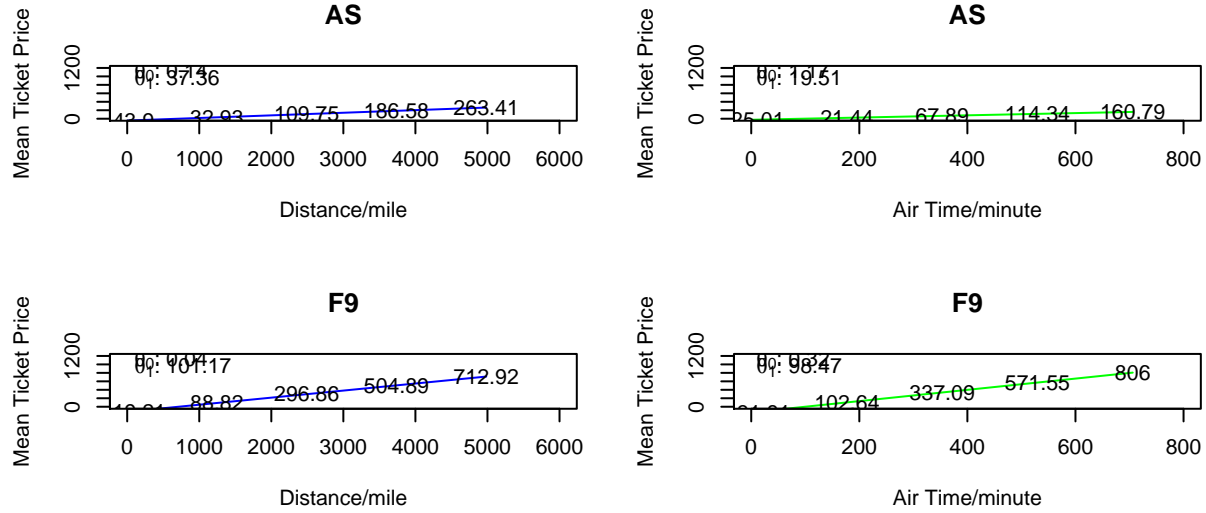 AS
Mean Ticket Price
0 1200
θ1: 37.36
109.75 186.58 263.41
0 1000 2000 3000 4000 5000 6000
Distance/mile
AS
Mean Ticket Price
0 1200
θ1: 19.51
21.44 67.89 114.34 160.79
0 200 400 600 800
Air Time/minute
F9
Mean Ticket Price
0 1200
θ1: 101.17
88.82 296.86 504.89 712.92
0 1000 2000 3000 4000 5000 6000
Distance/mile
F9
Mean Ticket Price
0 1200
θ1: 98.47
102.64 337.09 571.55 806
0 200 400 600 800
Air Time/minute